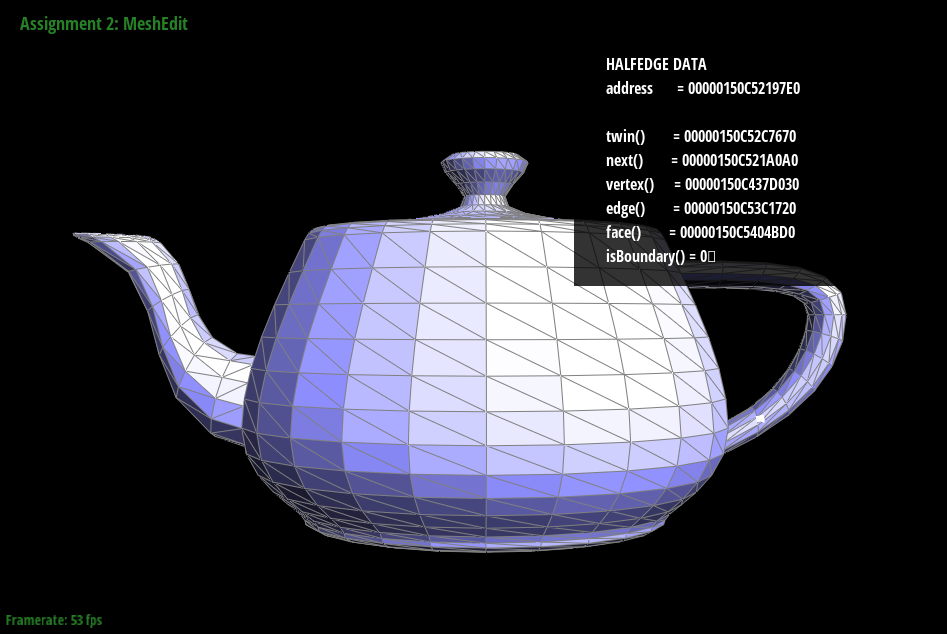 Assignment 2: MeshEdit
HALFEDGE DATA
address = 00000150C52197E0
twin() = 00000150C52C7670
next() = 00000150C521A0A0
vertex() = 00000150C437D030
edge() = 00000150C53C1720
face() = 00000150C5404BD0
isBoundary() = 0
Framerate: 53 fps